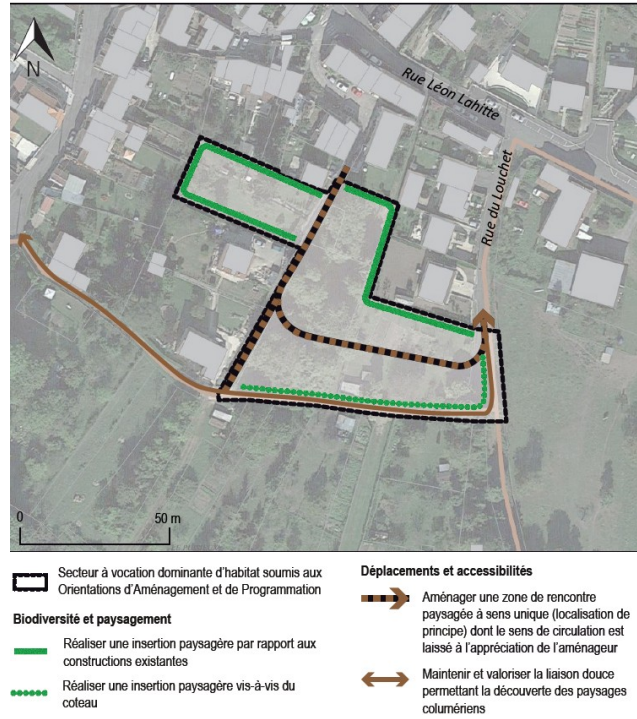 N
Rue Léon Lahitte
Rue du Louchet
0
50 m
Secteur à vocation dominante d'habitat soumis aux
Orientations d'Aménagement et de Programmation
Biodiversité et paysagement
Réaliser une insertion paysagère par rapport aux
constructions existantes
Réaliser une insertion paysagère vis-à-vis du
coteau
Déplacements et accessibilités
Aménager une zone de rencontre
paysagée à sens unique (localisation de
principe) dont le sens de circulation est
laissé à l'appréciation de l'aménageur
Maintenir et valoriser la liaison douce
permettant la découverte des paysages
columériens